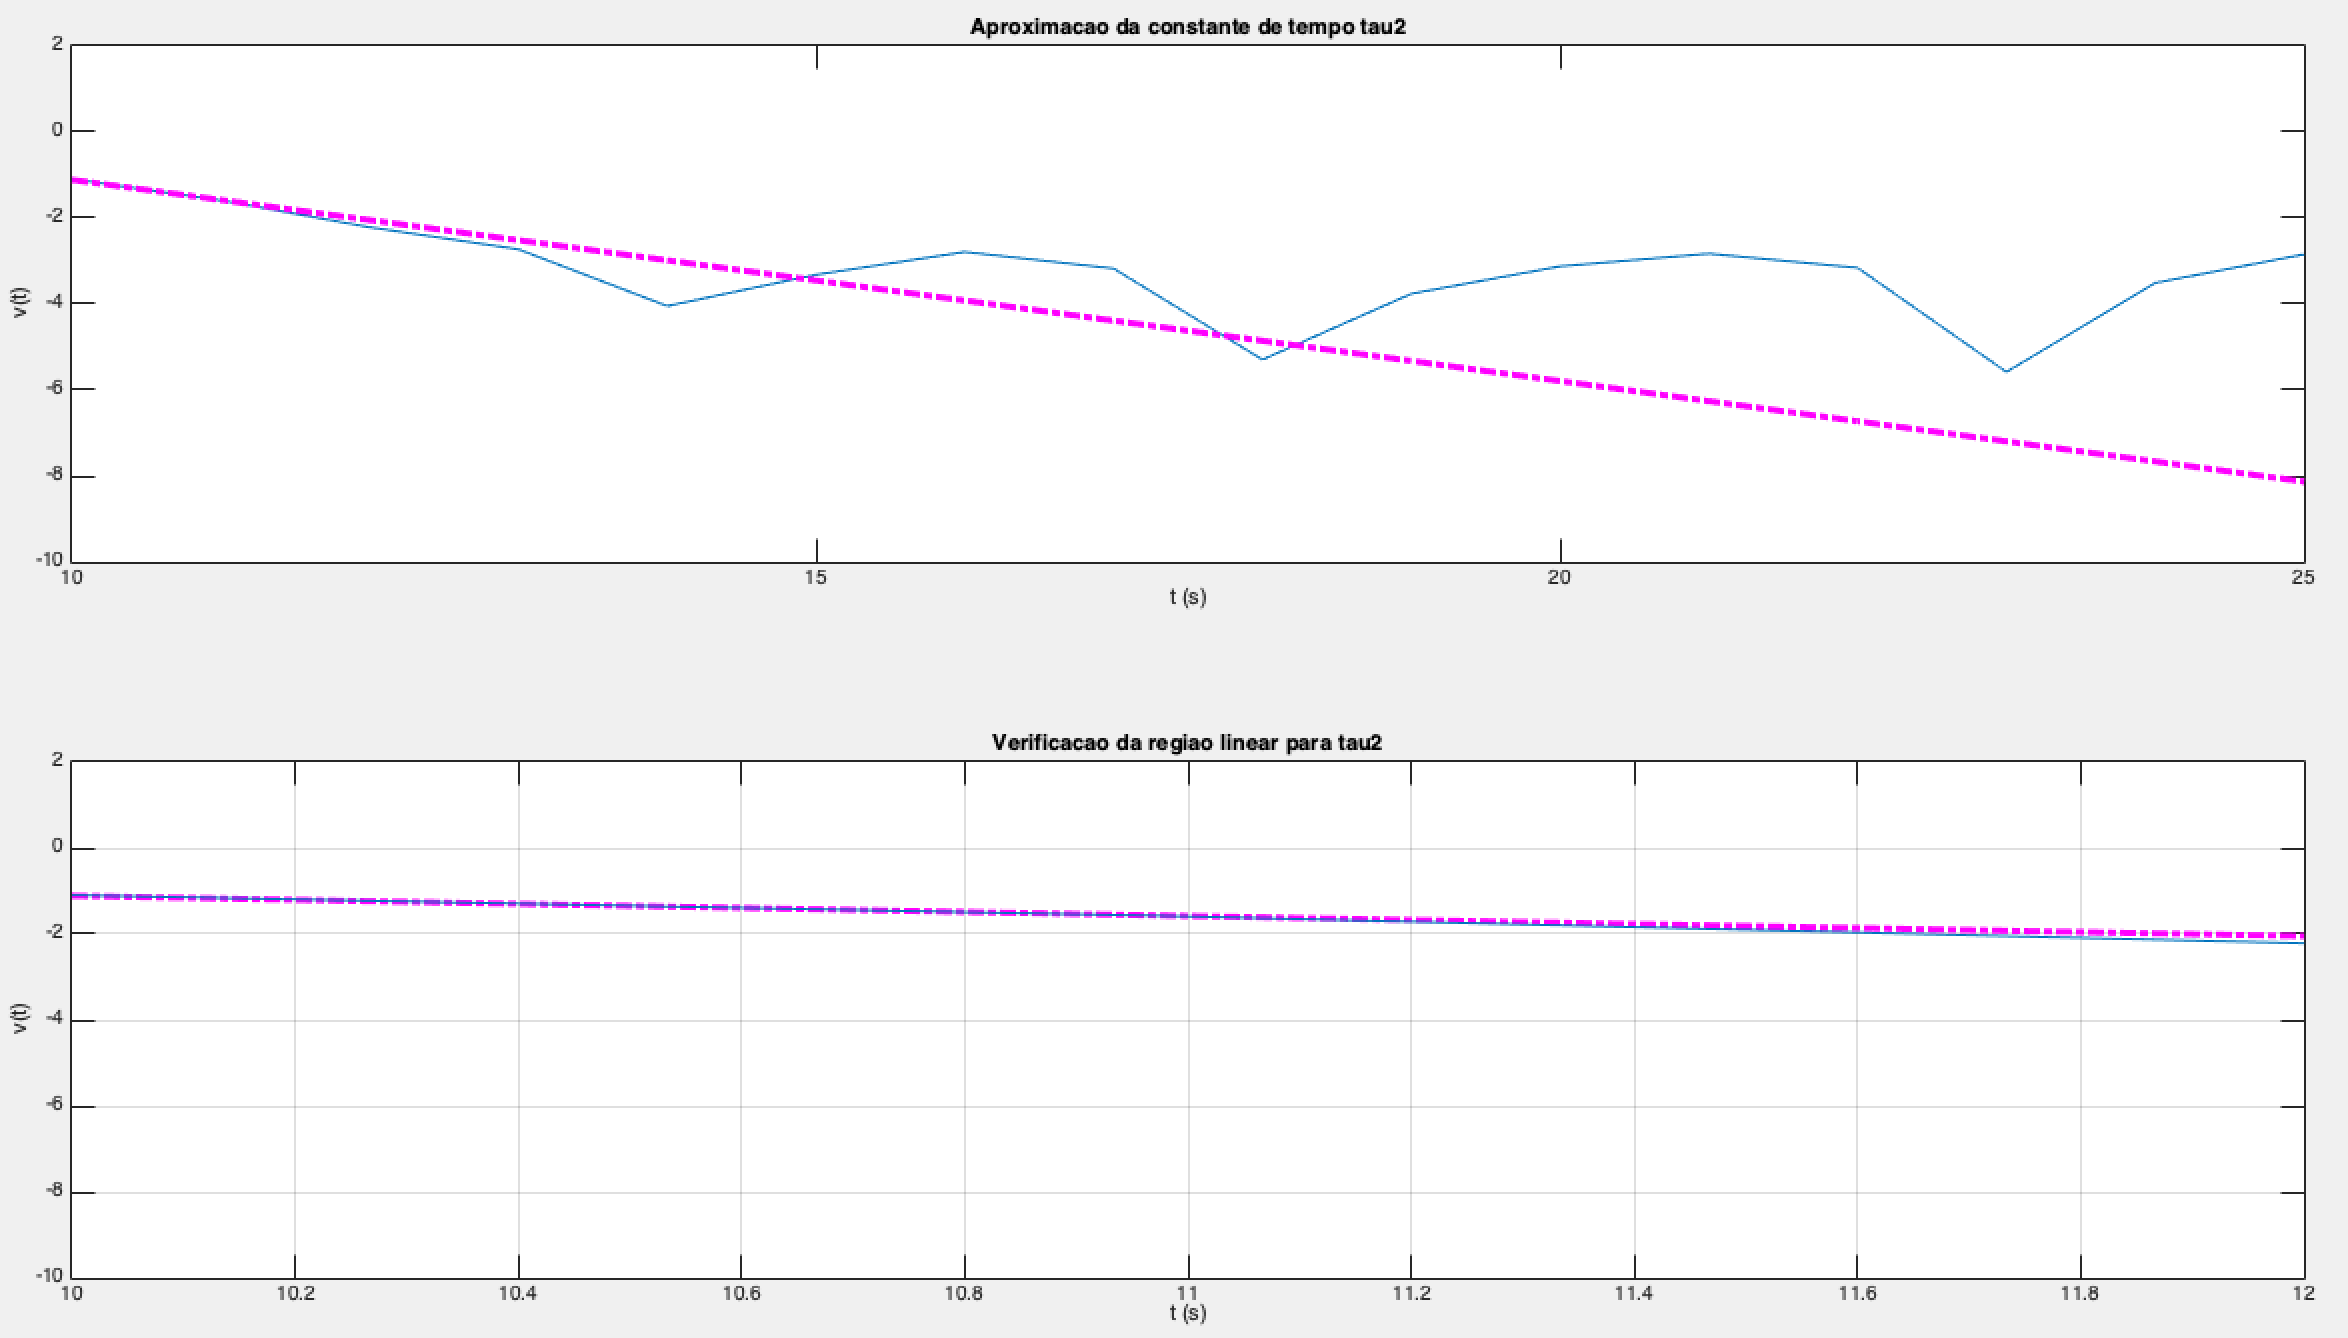 Aproximacao da constante de tempo tau2
2
0
-2
-4
-6
-8
-10
v(t)
10 15 20 25
t (s)
Verificacao da regiao linear para tau2
2
0
-2
-4
-6
-8
-10
v(t)
10 10.2 10.4 10.6 10.8 11 11.2 11.4 11.6 11.8 12
t (s)